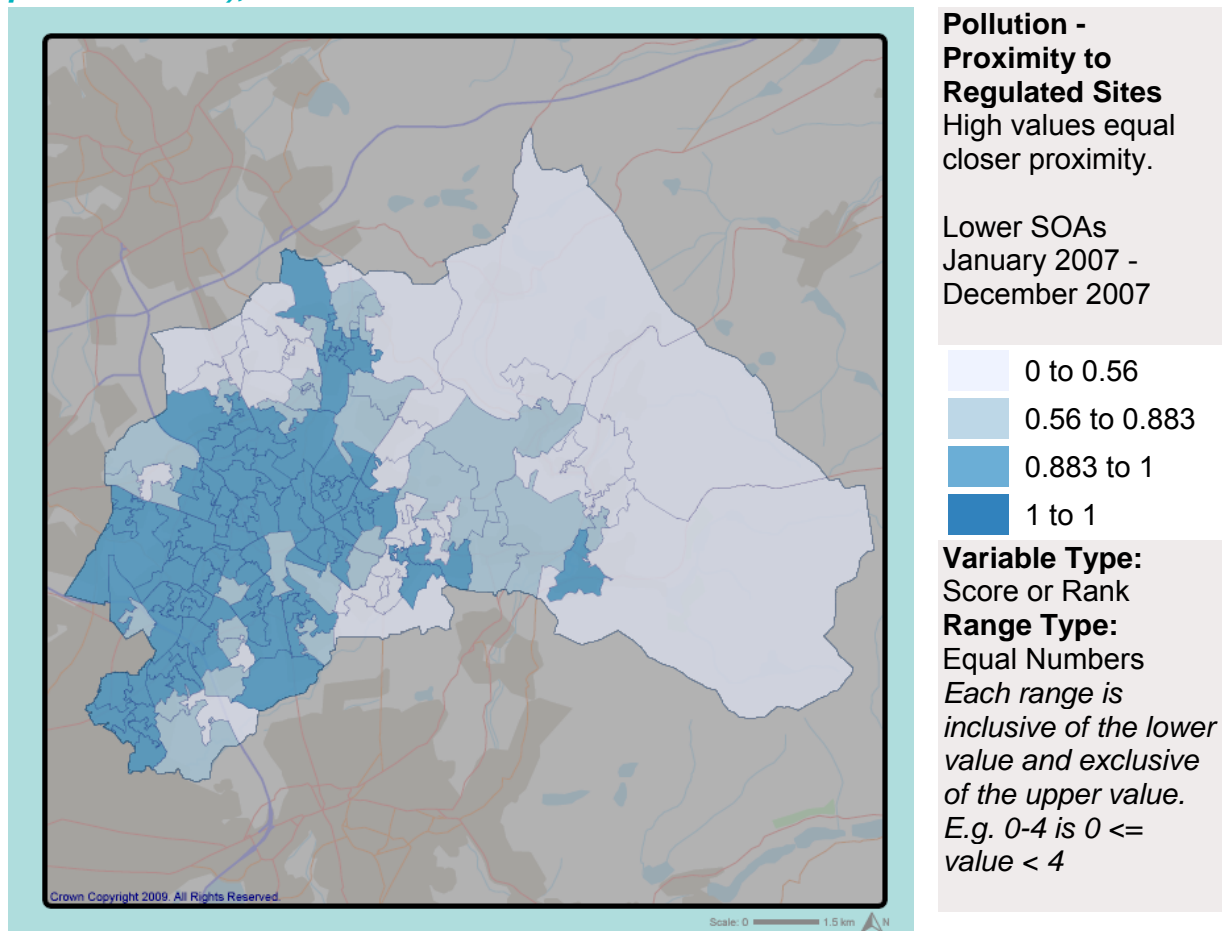 Pollution -
Proximity to
Regulated Sites
High values equal
closer proximity.
Lower SOAs
January 2007 -
December 2007
0 to 0.56
0.56 to 0.883
0.883 to 1
1 to 1
Variable Type:
Score or Rank
Range Type:
Equal Numbers
Each range is
inclusive of the lower
value and exclusive
of the upper value.
E.g. 0-4 is 0 <=
value < 4
Crown Copyright 2009. All Rights Reserved.
Scale: 0 1.5 km N